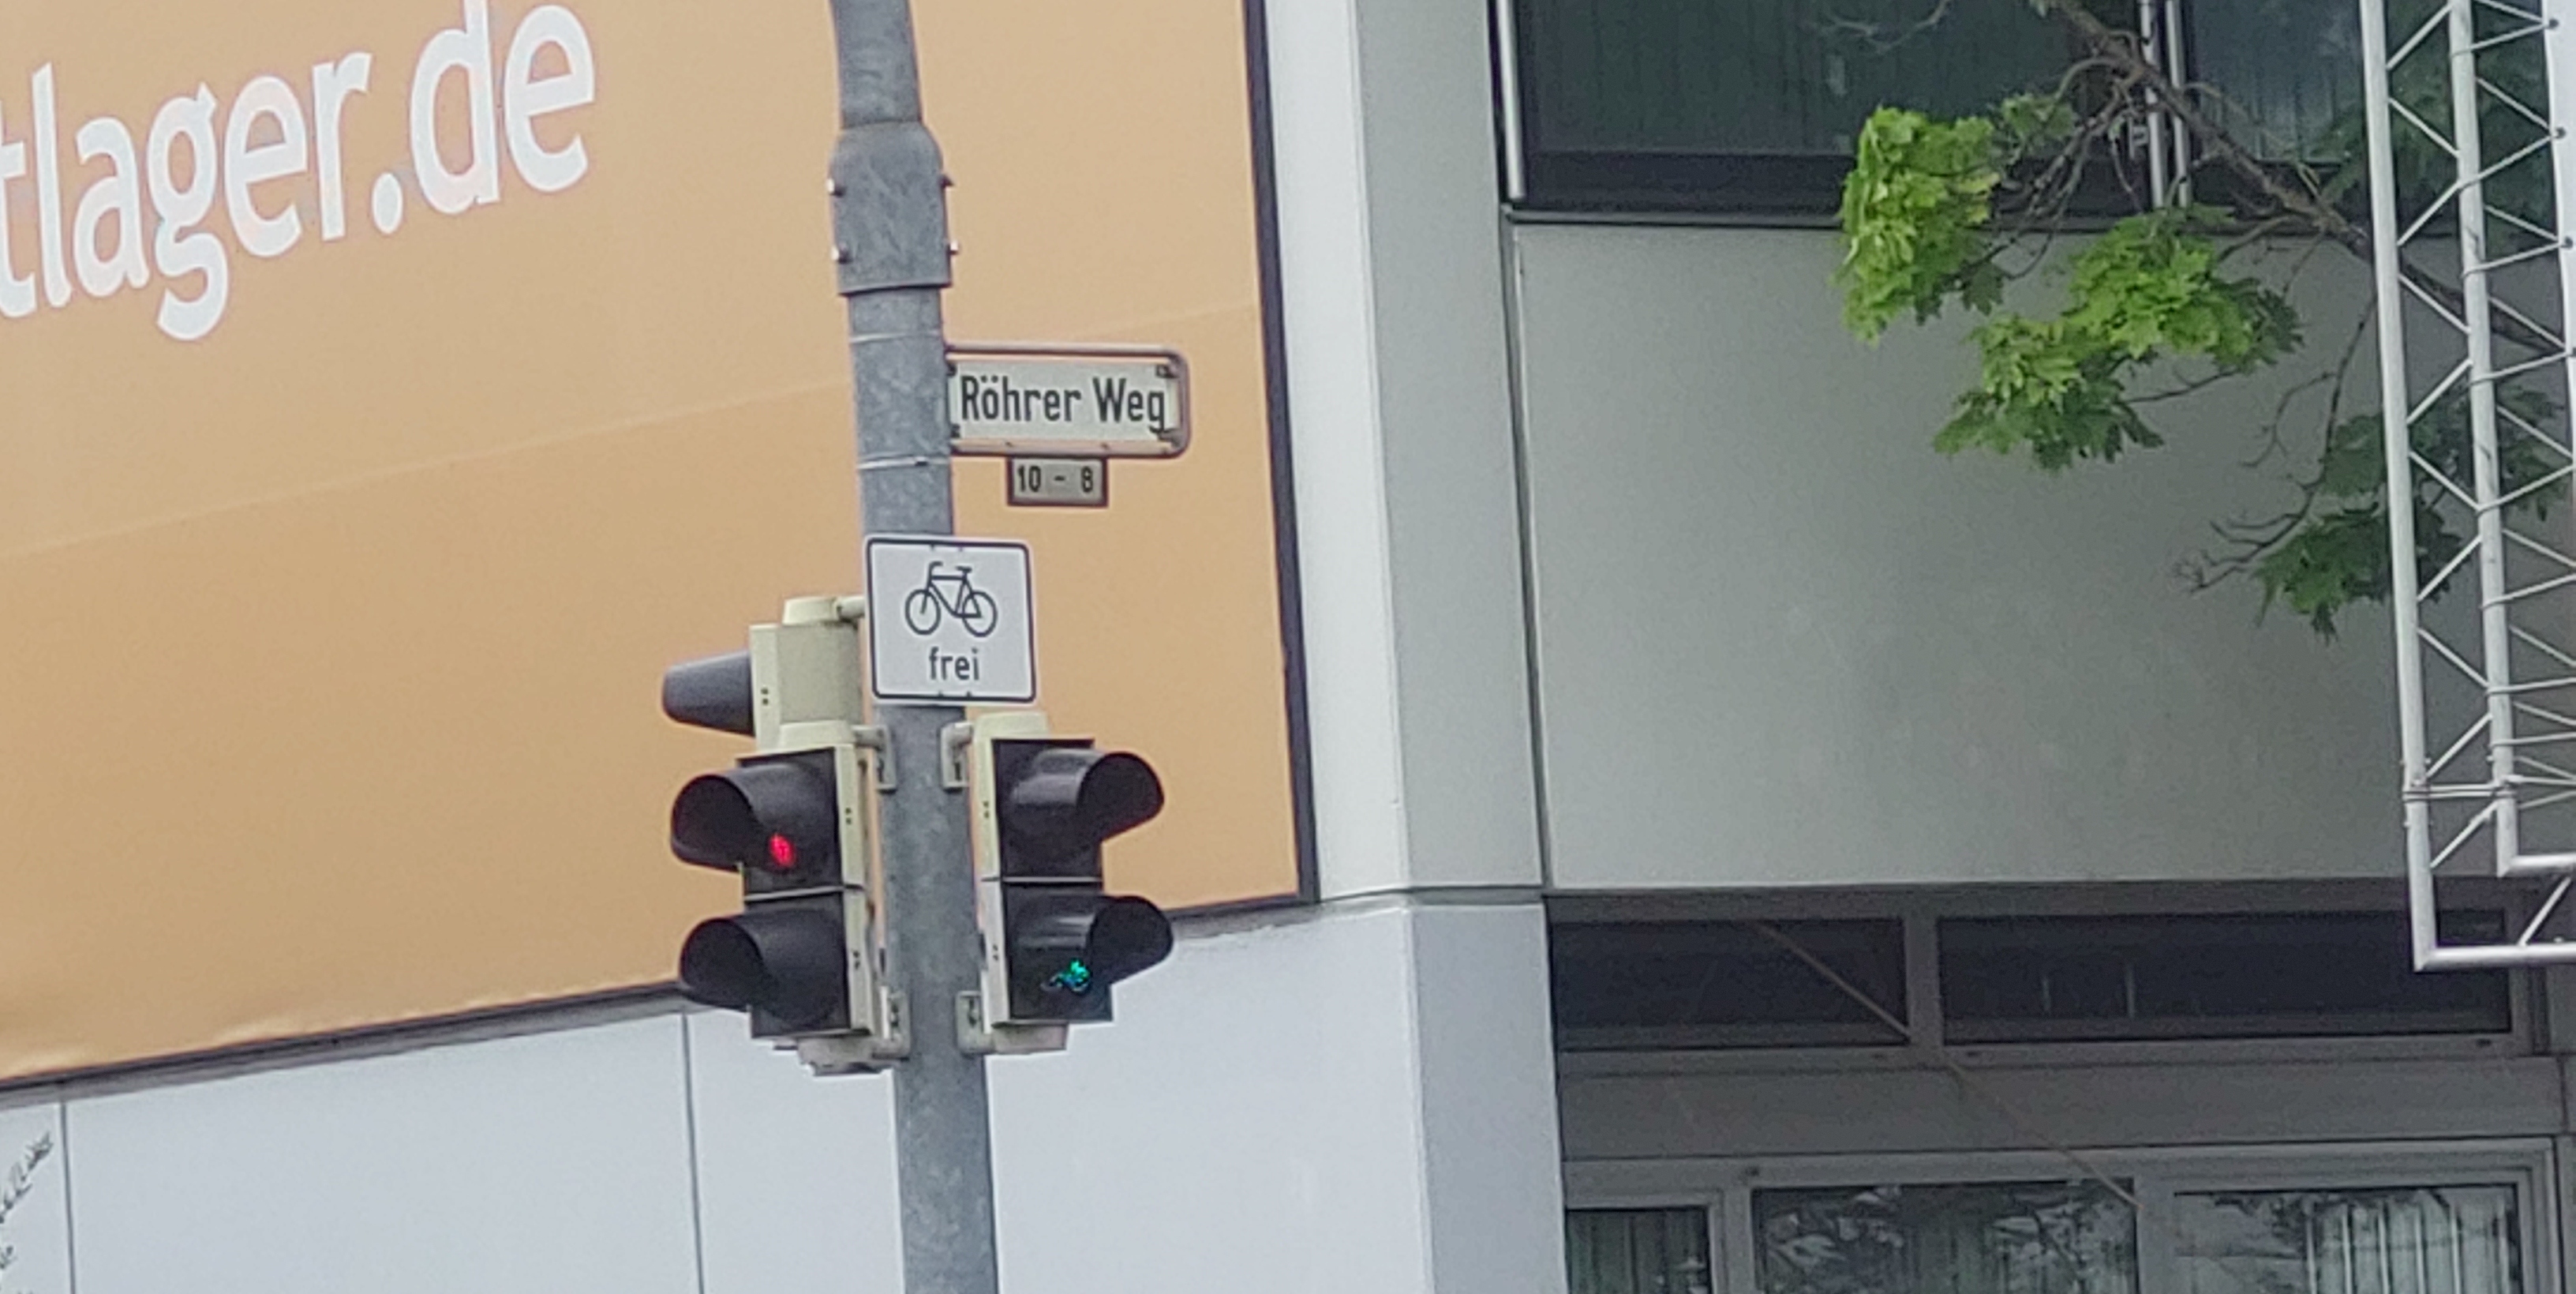 tlager.de
Röhrer Weg
10 - 8
frei